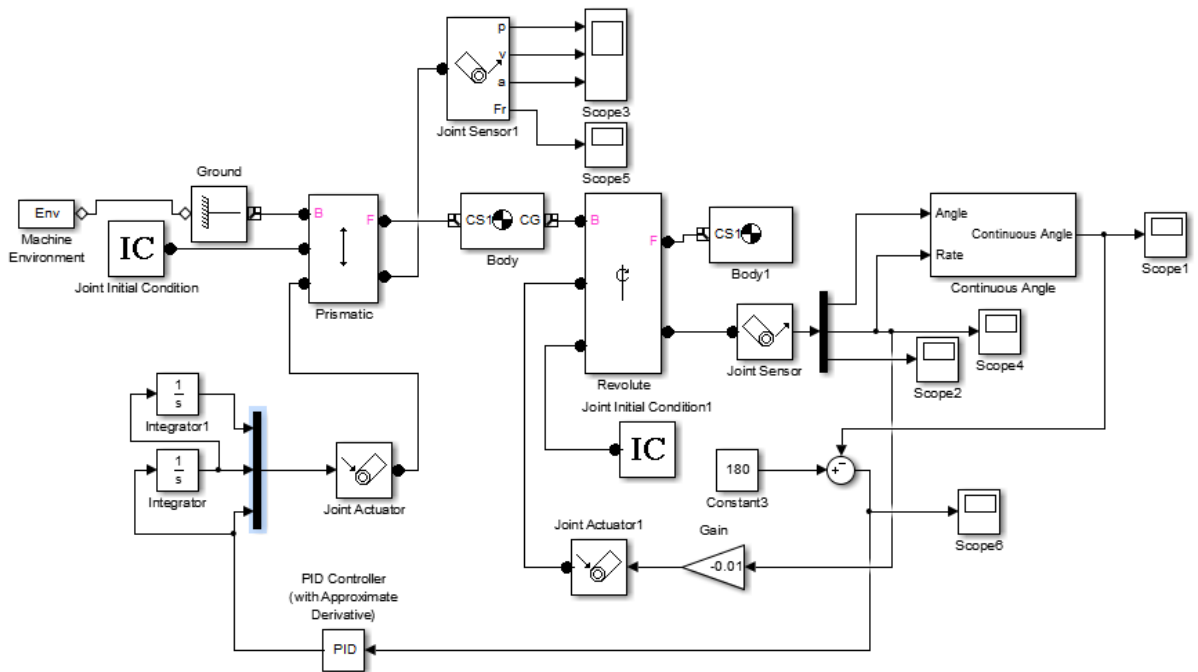 p
v
a
Fr
Scope3
Joint Sensor1
Scope5
Ground
Env
Machine
Environment
IC
Joint Initial Condition
B
F
Prismatic
CS1
CG
Body
B
F
Revolute
CS1
Body1
Angle
Rate
Continuous Angle
Continuous Angle
Scope1
Joint Sensor
Scope2
Scope4
1
s
Integrator1
1
s
Integrator
Joint Actuator
Joint Initial Condition1
IC
180
Constant3
+
−
Scope6
Joint Actuator1
Gain
-0.01
PID Controller
(with Approximate
Derivative)
PID